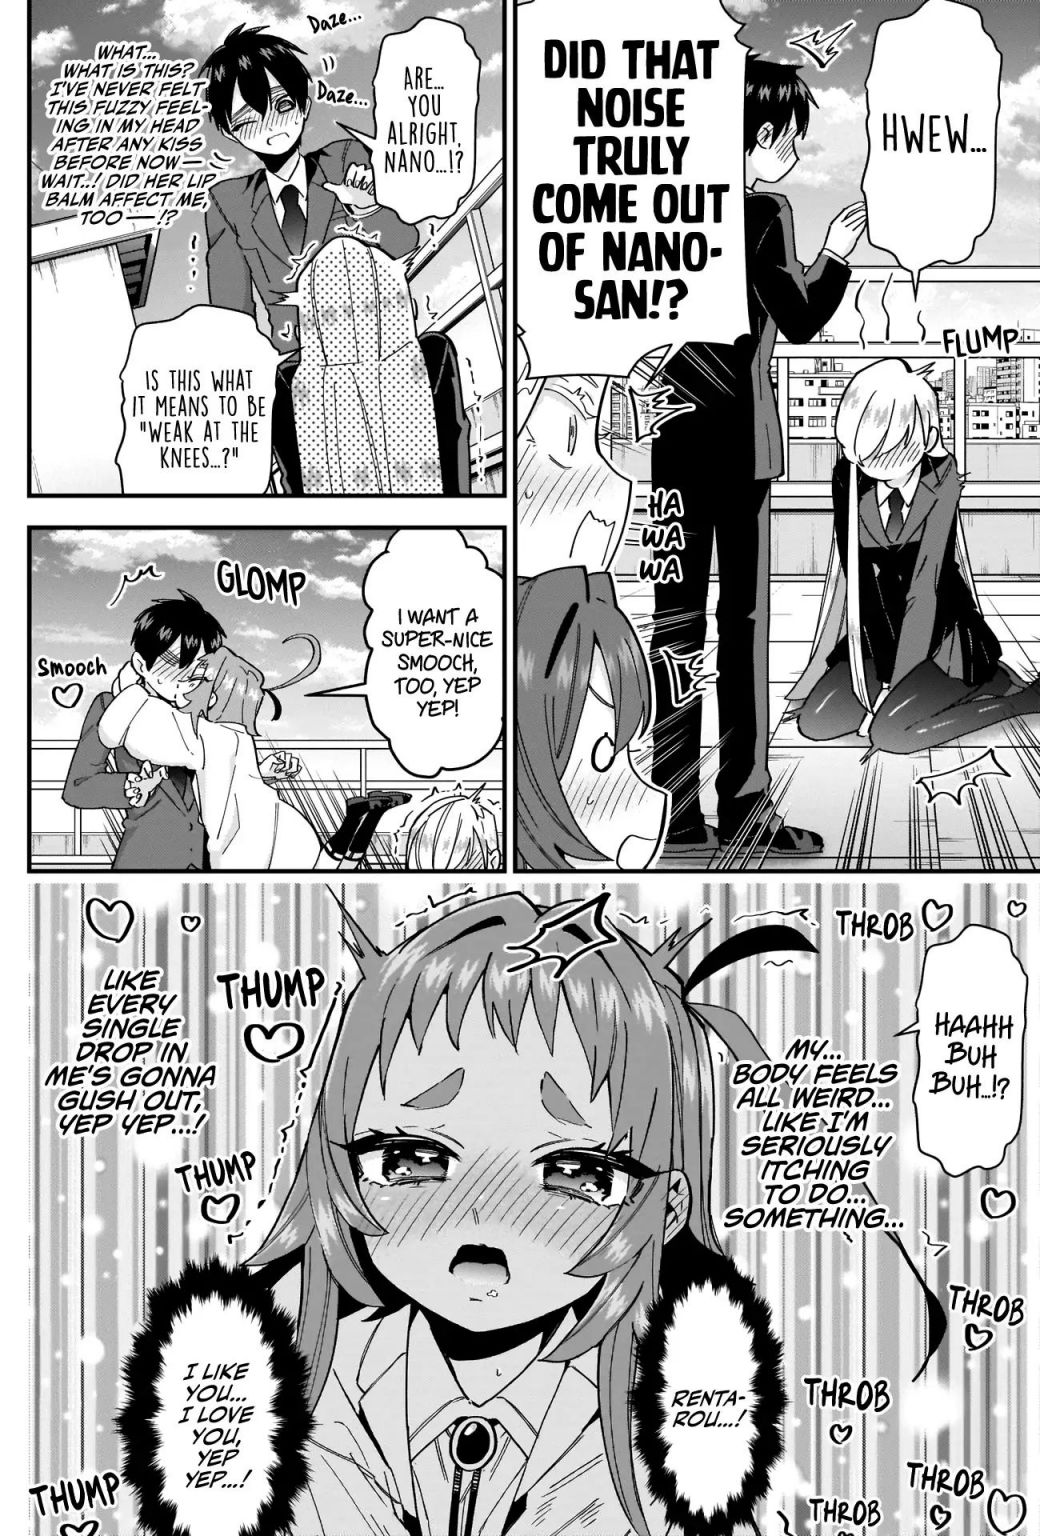 DID THAT
NOISE
TRULY
COME OUT
OF NANO-
SAN!?
HWEW...
FLUMP
HA
WA
WA
Daze...
Daze...
ARE...
YOU
ALRIGHT,
NANO...!?
WHAT...
WHAT IS THIS?
I'VE NEVER FELT
THIS FUZZY FEEL-
ING IN MY HEAD
AFTER ANY KISS
BEFORE NOW —
WAIT..! DID HER LIP
BALM AFFECT ME,
TOO — !?
IS THIS WHAT
IT MEANS TO BE
"WEAK AT THE
KNEES...?"
GLOMP
I WANT A
SUPER-NICE
SMOOCH,
TOO, YEP
YEP!
Smooch
THROB
HAAHH
BUH
BUH...!?
THUMP
MY...
BODY FEELS
ALL WEIRD...
LIKE I'M
SERIOUSLY
ITCHING
TO DO...
SOMETHING...
LIKE
EVERY
SINGLE
DROP IN
ME'S GONNA
GUSH OUT,
YEP YEP...!
THUMP
THROB
RENTA-
ROU...!
THROB
I LIKE
YOU...
I LOVE
YOU,
YEP
YEP...!
THROB
THUMP
THROB